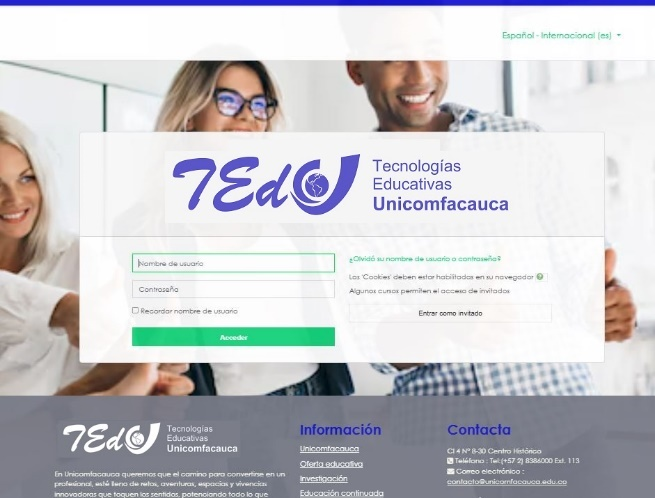 Español - Internacional (es)
TEdU
Tecnologías
Educativas
Unicomfacauca
Nombre de usuario
Contraseña
Recordar nombre de usuario
Acceder
¿Olvidó su nombre de usuario o contraseña?
Las 'Cookies' deben estar habilitadas en su navegador
Algunos cursos permiten el acceso de invitados
Entrar como invitado
TEdU
Tecnologías
Educativas
Unicomfacauca
En Unicomfacauca queremos que el camino para convertirse en un
profesional, esté lleno de retos, aventuras, espacios y vivencias
innovadoras que toquen los sentidos, potenciando todo lo que
Información
Unicomfacauca
Oferta educativa
Investigación
Educación continuada
Contacto
Cl 4 N° 8-30 Centro Histórico
Teléfono : Tel:(+57 2) 8386000 Ext. 113
Correo electrónico :
contacto@unicomfacauca.edu.co